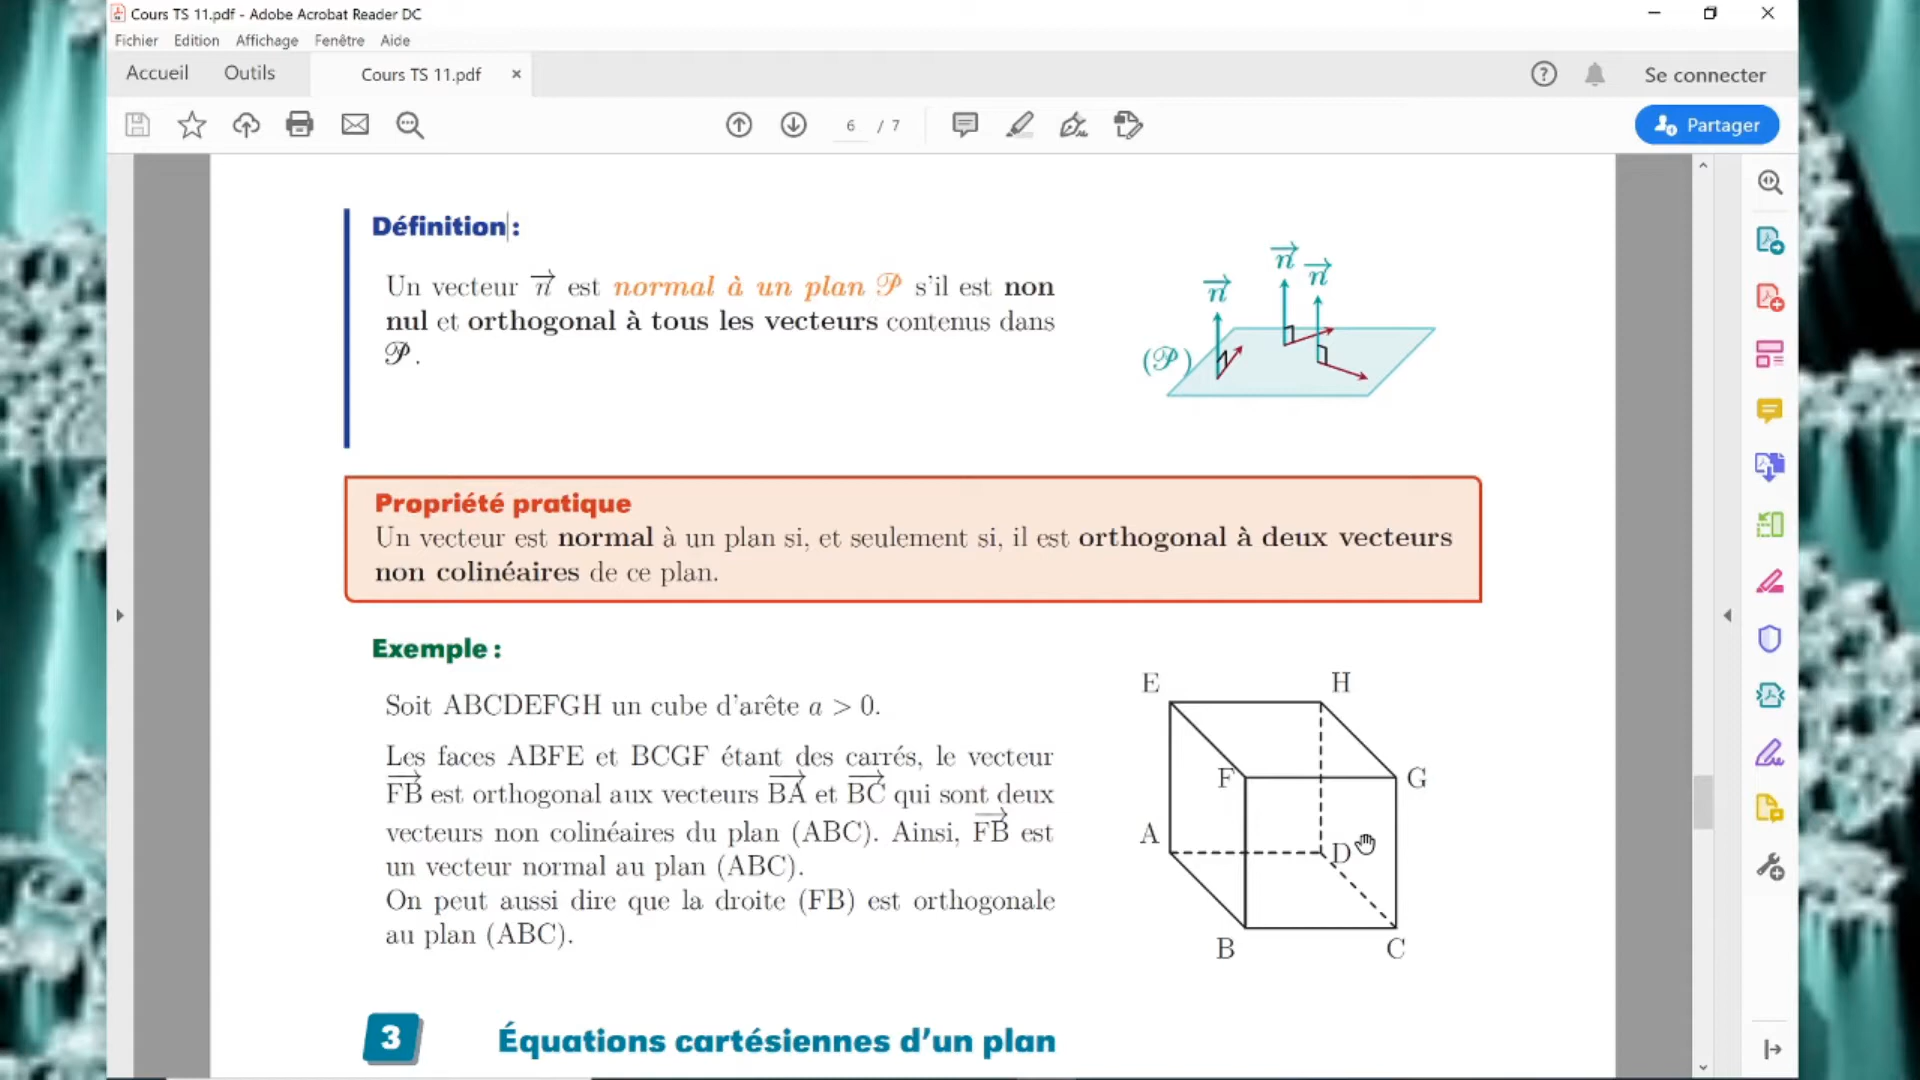 Cours TS 11.pdf - Adobe Acrobat Reader DC
Fichier Edition Affichage Fenêtre Aide
Accueil Outils Cours TS 11.pdf × Se connecter
6 / 7 Partager
Définition :
Un vecteur n⃗ est normal à un plan 𝒫 s'il est non
nul et orthogonal à tous les vecteurs contenus dans
𝒫.
n⃗ n⃗ n⃗
(𝒫)
Propriété pratique
Un vecteur est normal à un plan si, et seulement si, il est orthogonal à deux vecteurs
non colinéaires de ce plan.
Exemple :
Soit ABCDEFGH un cube d'arête a > 0.
Les faces ABFE et BCGF étant des carrés, le vecteur
F͞B⃗ est orthogonal aux vecteurs B͞A⃗ et B͞C⃗ qui sont deux
vecteurs non colinéaires du plan (ABC). Ainsi, F͞B⃗ est
un vecteur normal au plan (ABC).
On peut aussi dire que la droite (FB) est orthogonale
au plan (ABC).
E H
F G
A D
B C
3 Équations cartésiennes d'un plan